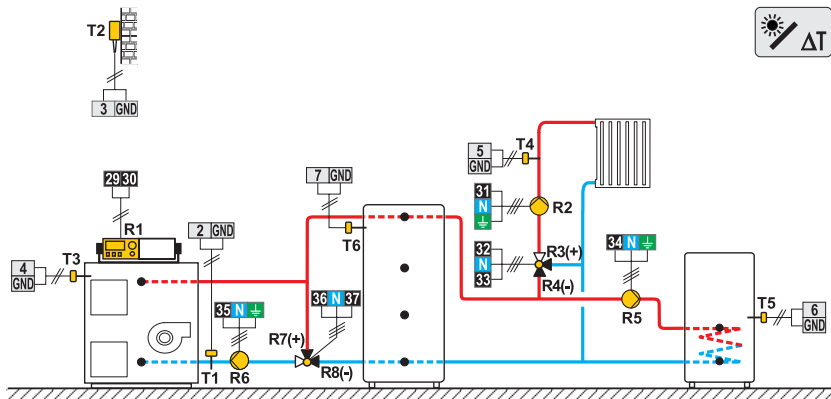 T2
ΔT
3 GND
5
GND
T4
7 GND
29 30
31
N
R2
R1
2 GND
34 N
32
N
33
R3(+)
T6
T3
4
GND
R4(-)
35 N
36 N 37
T5
6
GND
R5
R7(+)
T1
R6
R8(-)